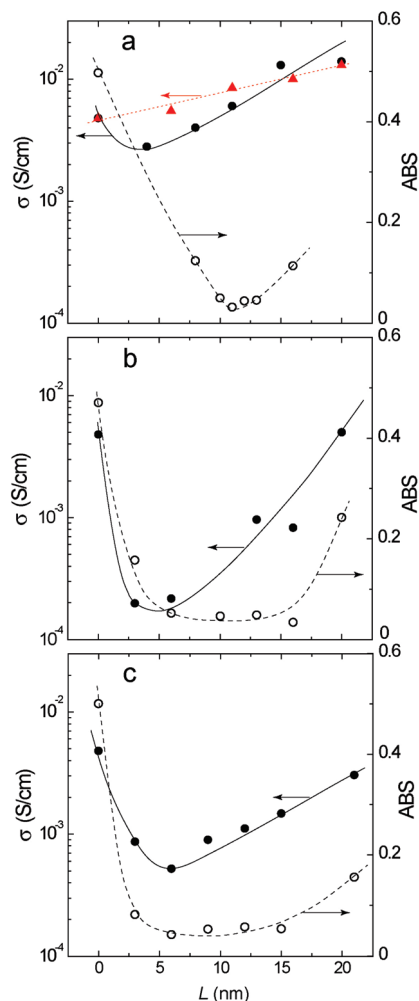 a
10⁻²
10⁻³
10⁻⁴
σ (S/cm)
0.6
0.4
0.2
0
ABS
b
10⁻²
10⁻³
10⁻⁴
σ (S/cm)
0.6
0.4
0.2
0
ABS
c
10⁻²
10⁻³
10⁻⁴
σ (S/cm)
0.6
0.4
0.2
0
ABS
0 5 10 15 20
L (nm)